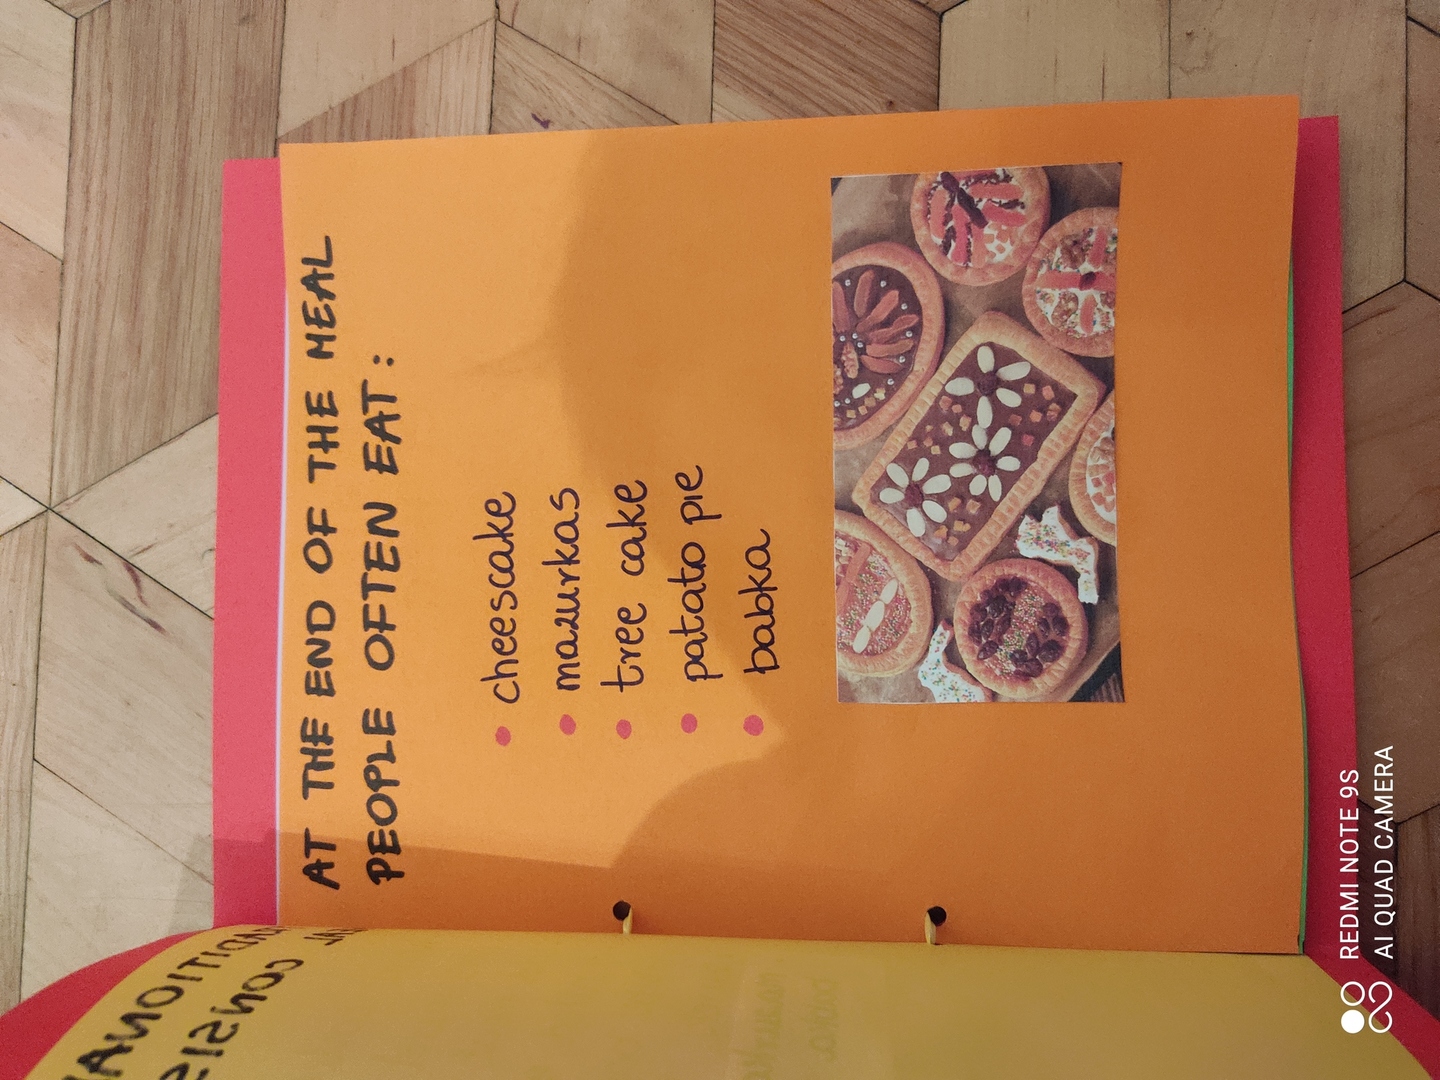 AT THE END OF THE MEAL
PEOPLE OFTEN EAT:
cheescake
mazurkas
tree cake
patato pie
babka
REDMI NOTE 9S
AI QUAD CAMERA